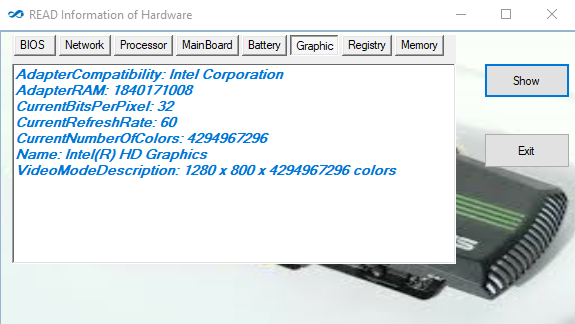 READ Information of Hardware
BIOS Network Processor MainBoard Battery Graphic Registry Memory
AdapterCompatibility: Intel Corporation
AdapterRAM: 1840171008
CurrentBitsPerPixel: 32
CurrentRefreshRate: 60
CurrentNumberOfColors: 4294967296
Name: Intel(R) HD Graphics
VideoModeDescription: 1280 x 800 x 4294967296 colors
Show
Exit